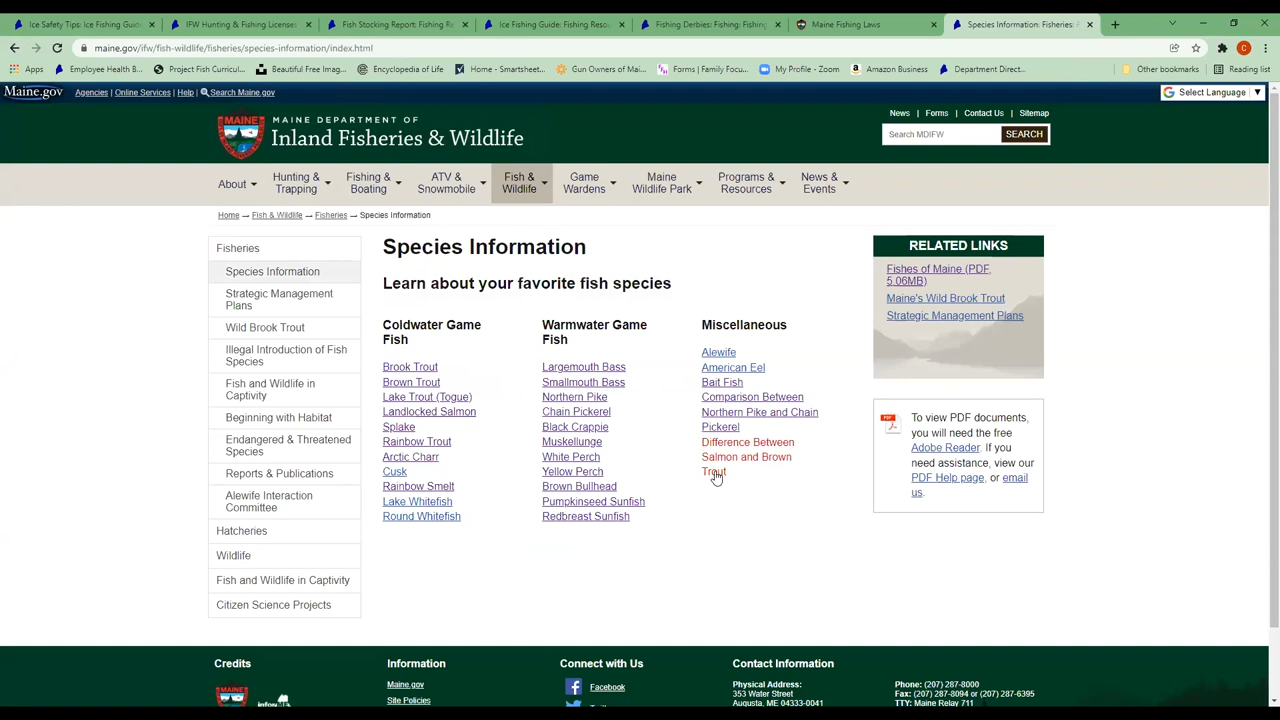 Ice Safety Tips: Ice Fishing Guid
IFW Hunting & Fishing Licenses
Fish Stocking Report: Fishing Re
Ice Fishing Guide: Fishing Resou
Fishing Derbies: Fishing: Fishing
Maine Fishing Laws
Species Information: Fisheries: F
maine.gov/ifw/fish-wildlife/fisheries/species-information/index.html
C
Apps
Employee Health B...
Project Fish Curricul...
Beautiful Free Imag...
Encyclopedia of Life
Home - Smartsheet...
Gun Owners of Mai...
Forms | Family Focu...
My Profile - Zoom
Amazon Business
Department Direct...
Other bookmarks
Reading list
Maine.gov
Agencies | Online Services | Help | Search Maine.gov
Select Language
MAINE
MAINE DEPARTMENT OF
Inland Fisheries & Wildlife
News | Forms | Contact Us | Sitemap
Search MDIFW
SEARCH
About
Hunting &
Trapping
Fishing &
Boating
ATV &
Snowmobile
Fish &
Wildlife
Game
Wardens
Maine
Wildlife Park
Programs &
Resources
News &
Events
Home → Fish & Wildlife → Fisheries → Species Information
Fisheries
Species Information
Strategic Management
Plans
Wild Brook Trout
Illegal Introduction of Fish
Species
Fish and Wildlife in
Captivity
Beginning with Habitat
Endangered & Threatened
Species
Reports & Publications
Alewife Interaction
Committee
Hatcheries
Wildlife
Fish and Wildlife in Captivity
Citizen Science Projects
Species Information
Learn about your favorite fish species
Coldwater Game
Fish
Brook Trout
Brown Trout
Lake Trout (Togue)
Landlocked Salmon
Splake
Rainbow Trout
Arctic Charr
Cusk
Rainbow Smelt
Lake Whitefish
Round Whitefish
Warmwater Game
Fish
Largemouth Bass
Smallmouth Bass
Northern Pike
Chain Pickerel
Black Crappie
Muskellunge
White Perch
Yellow Perch
Brown Bullhead
Pumpkinseed Sunfish
Redbreast Sunfish
Miscellaneous
Alewife
American Eel
Bait Fish
Comparison Between
Northern Pike and Chain
Pickerel
Difference Between
Salmon and Brown
Trout
RELATED LINKS
Fishes of Maine (PDF,
5.06MB)
Maine's Wild Brook Trout
Strategic Management Plans
PDF
To view PDF documents,
you will need the free
Adobe Reader. If you
need assistance, view our
PDF Help page, or email
us.
Credits
MAINE
Information
Maine.gov
Site Policies
Connect with Us
Facebook
Contact Information
Physical Address:
353 Water Street
Augusta, ME 04333-0041
Phone: (207) 287-8000
Fax: (207) 287-8094 or (207) 287-6395
TTY: Maine Relay 711